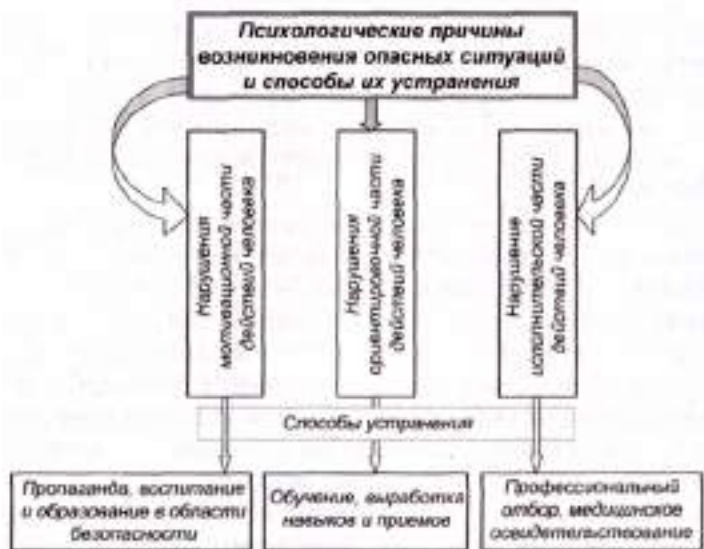 Психологические причины
возникновения опасных ситуаций
и способы их устранения
Нарушения
мотивационной части
действий человека
Нарушения
ориентировочной части
действий человека
Нарушение
исполнительской части
действий человека
Способы устранения
Пропаганда, воспитание
и образование в области
безопасности
Обучение, выработка
навыков и приемов
Профессиональный
отбор, медицинское
освидетельствование